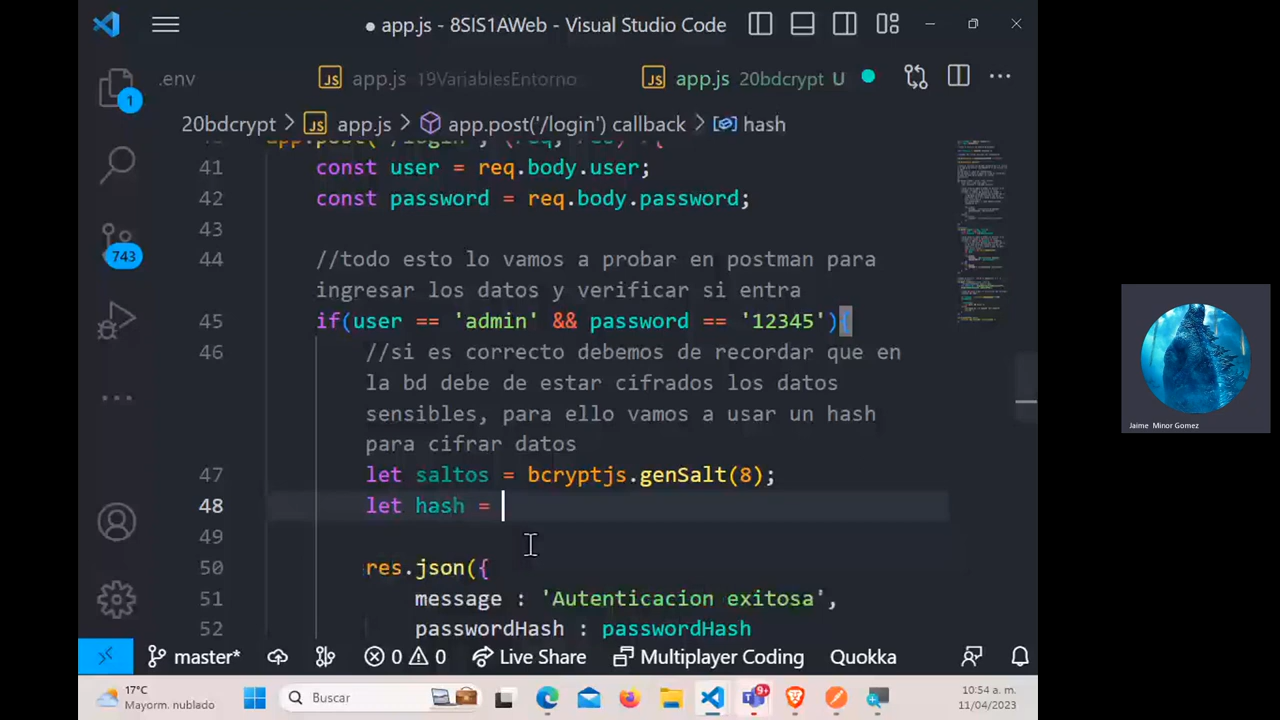 app.js - 8SIS1AWeb - Visual Studio Code
.env
JS app.js 19VariablesEntorno
JS app.js 20bdcrypt U
1
20bdcrypt > JS app.js > app.post('/login') callback > hash
41 const user = req.body.user;
42 const password = req.body.password;
43
44 //todo esto lo vamos a probar en postman para
ingresar los datos y verificar si entra
45 if(user == 'admin' && password == '12345'){
46 //si es correcto debemos de recordar que en
la bd debe de estar cifrados los datos
sensibles, para ello vamos a usar un hash
para cifrar datos
47 let saltos = bcryptjs.genSalt(8);
48 let hash =
49
50 res.json({
51 message : 'Autenticacion exitosa',
52 passwordHash : passwordHash
743
master* 0 0 Live Share Multiplayer Coding Quokka
17°C
Mayorm. nublado
Buscar
9+
10:54 a. m.
11/04/2023
Jaime Minor Gomez